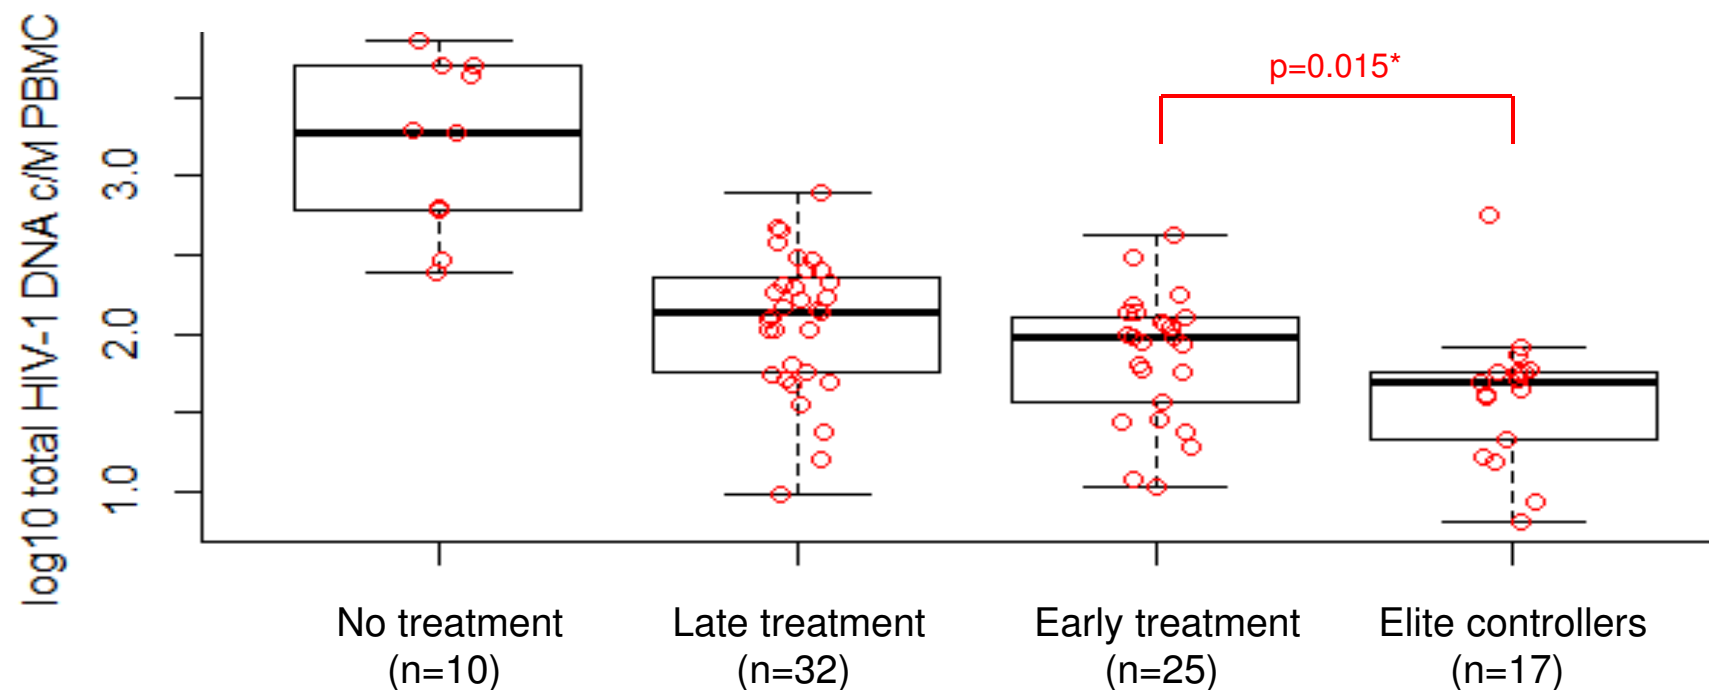 log10 total HIV-1 DNA c/M PBMC
3.0
2.0
1.0
p=0.015*
No treatment
(n=10)
Late treatment
(n=32)
Early treatment
(n=25)
Elite controllers
(n=17)